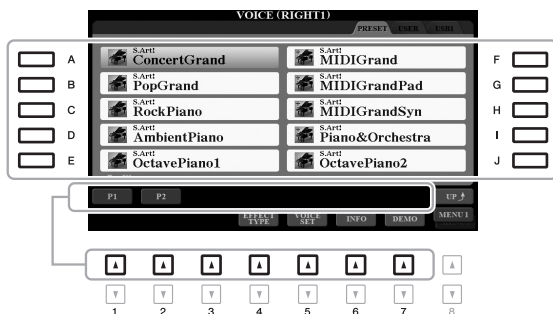 VOICE (RIGHT1)
PRESET USER USB1
A S.Art! ConcertGrand S.Art! MIDIGrand F
B S.Art! PopGrand S.Art! MIDIGrandPad G
C S.Art! RockPiano S.Art! MIDIGrandSyn H
D S.Art! AmbientPiano S.Art! Piano&Orchestra I
E S.Art! OctavePiano1 S.Art! OctavePiano2 J
P1 P2 UP
EFFECT TYPE VOICE SET INFO DEMO MENU 1
1 2 3 4 5 6 7 8